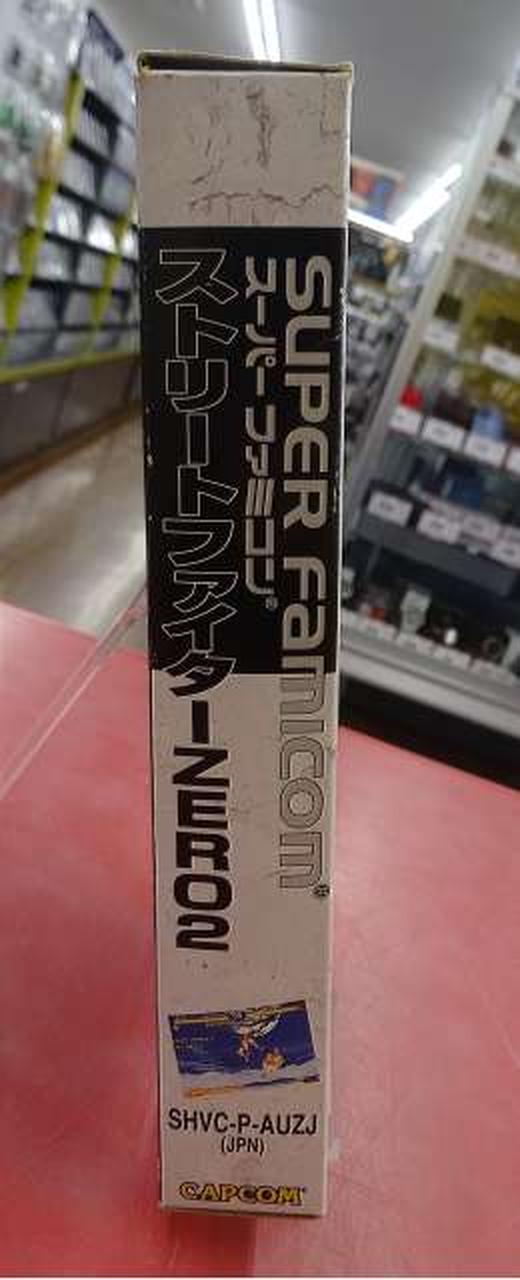 SUPER Famicom
スーパーファミコン
ストリートファイターZERO2
SHVC-P-AUZJ
(JPN)
CAPCOM